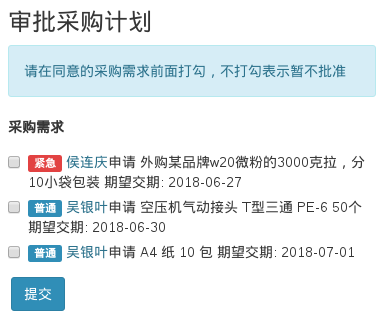 审批采购计划
请在同意的采购需求前面打勾，不打勾表示暂不批准
采购需求
紧急 侯连庆申请 外购某品牌w20微粉的3000克拉，分
10小袋包装 期望交期: 2018-06-27
普通 吴银叶申请 空压机气动接头 T型三通 PE-6 50个
期望交期: 2018-06-30
普通 吴银叶申请 A4 纸 10 包 期望交期: 2018-07-01
提交